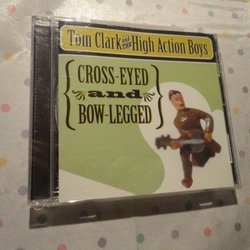 Tom Clark and the High Action Boys
CROSS-EYED
and
BOW-LEGGED